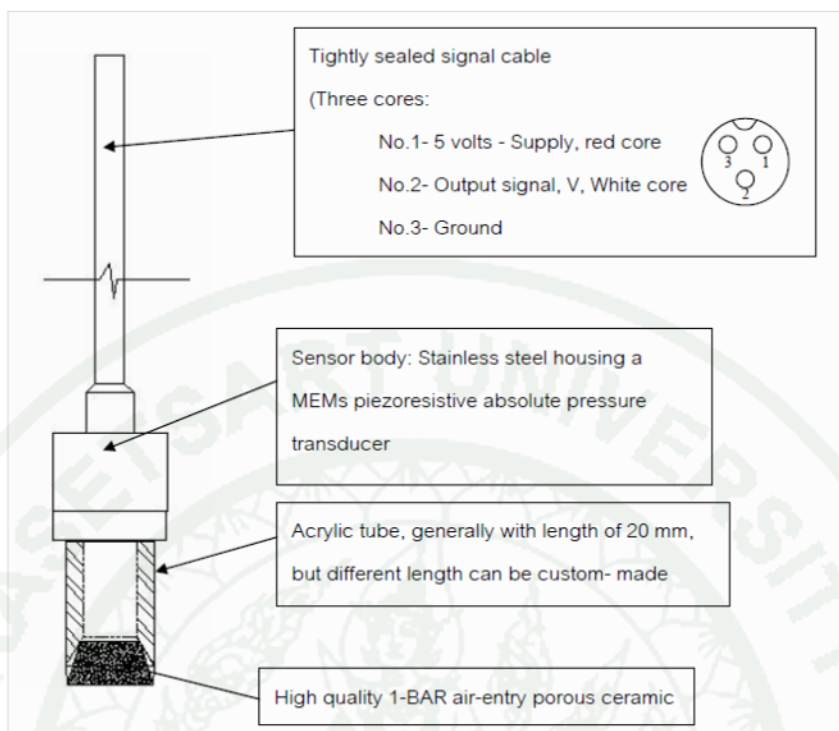 Tightly sealed signal cable
(Three cores:
No.1- 5 volts - Supply, red core
No.2- Output signal, V, White core
No.3- Ground
3 1
2
Sensor body: Stainless steel housing a
MEMs piezoresistive absolute pressure
transducer
Acrylic tube, generally with length of 20 mm,
but different length can be custom- made
High quality 1-BAR air-entry porous ceramic
KASETSART UNIVERSITY